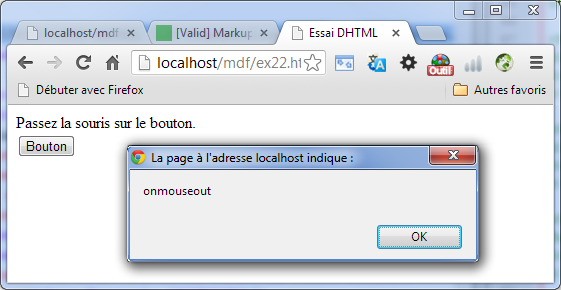 localhost/mdf
[Valid] Markup
Essai DHTML
localhost/mdf/ex22.ht
Outil
Débuter avec Firefox
Autres favoris
Passez la souris sur le bouton.
Bouton
La page à l'adresse localhost indique :
onmouseout
OK